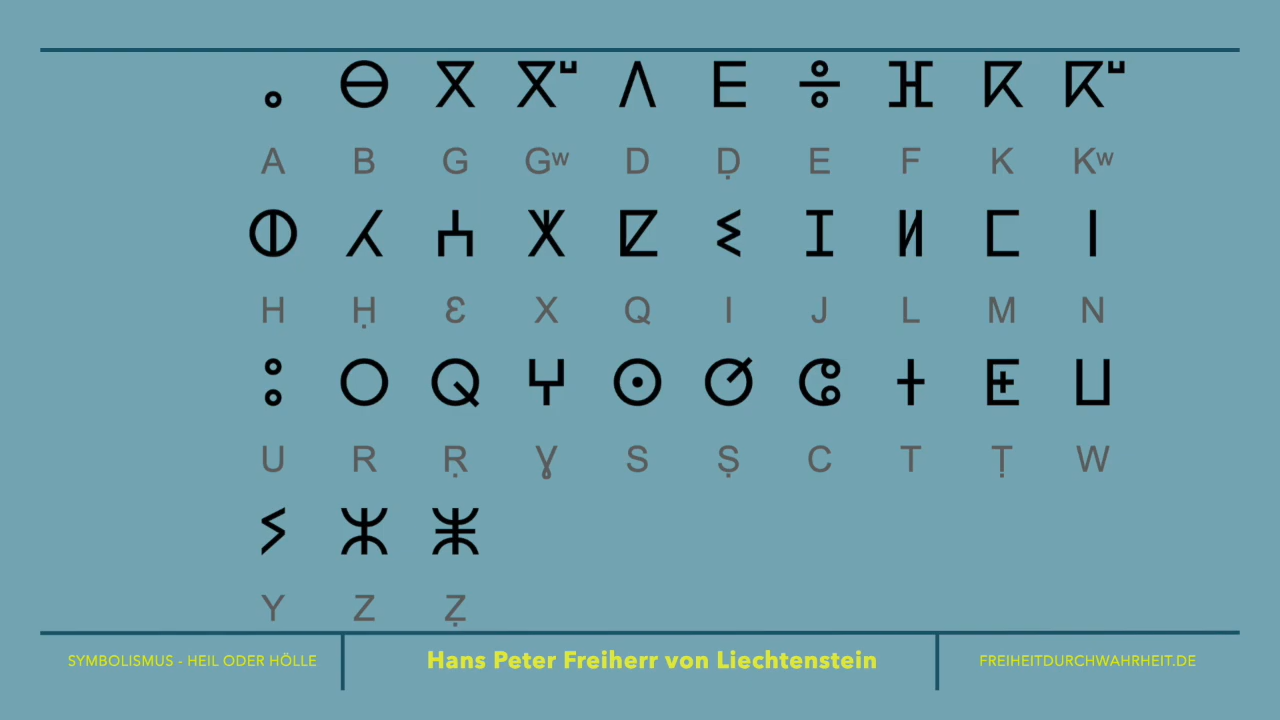 ⴰ ⴱ ⴳ ⴳⵯ ⴷ ⴹ ⴻ ⴼ ⴽ ⴽⵯ
A B G Gʷ D Ḍ E F K Kʷ
ⵀ ⵃ ⵄ ⵅ ⵇ ⵉ ⵊ ⵍ ⵎ ⵏ
H Ḥ Ɛ X Q I J L M N
ⵓ ⵔ ⵕ ⵖ ⵙ ⵚ ⵛ ⵜ ⵟ ⵡ
U R Ṛ Ɣ S Ṣ C T Ṭ W
ⵢ ⵣ ⵥ
Y Z Ẓ
SYMBOLISMUS - HEIL ODER HÖLLE
Hans Peter Freiherr von Liechtenstein
FREIHEITDURCHWAHRHEIT.DE